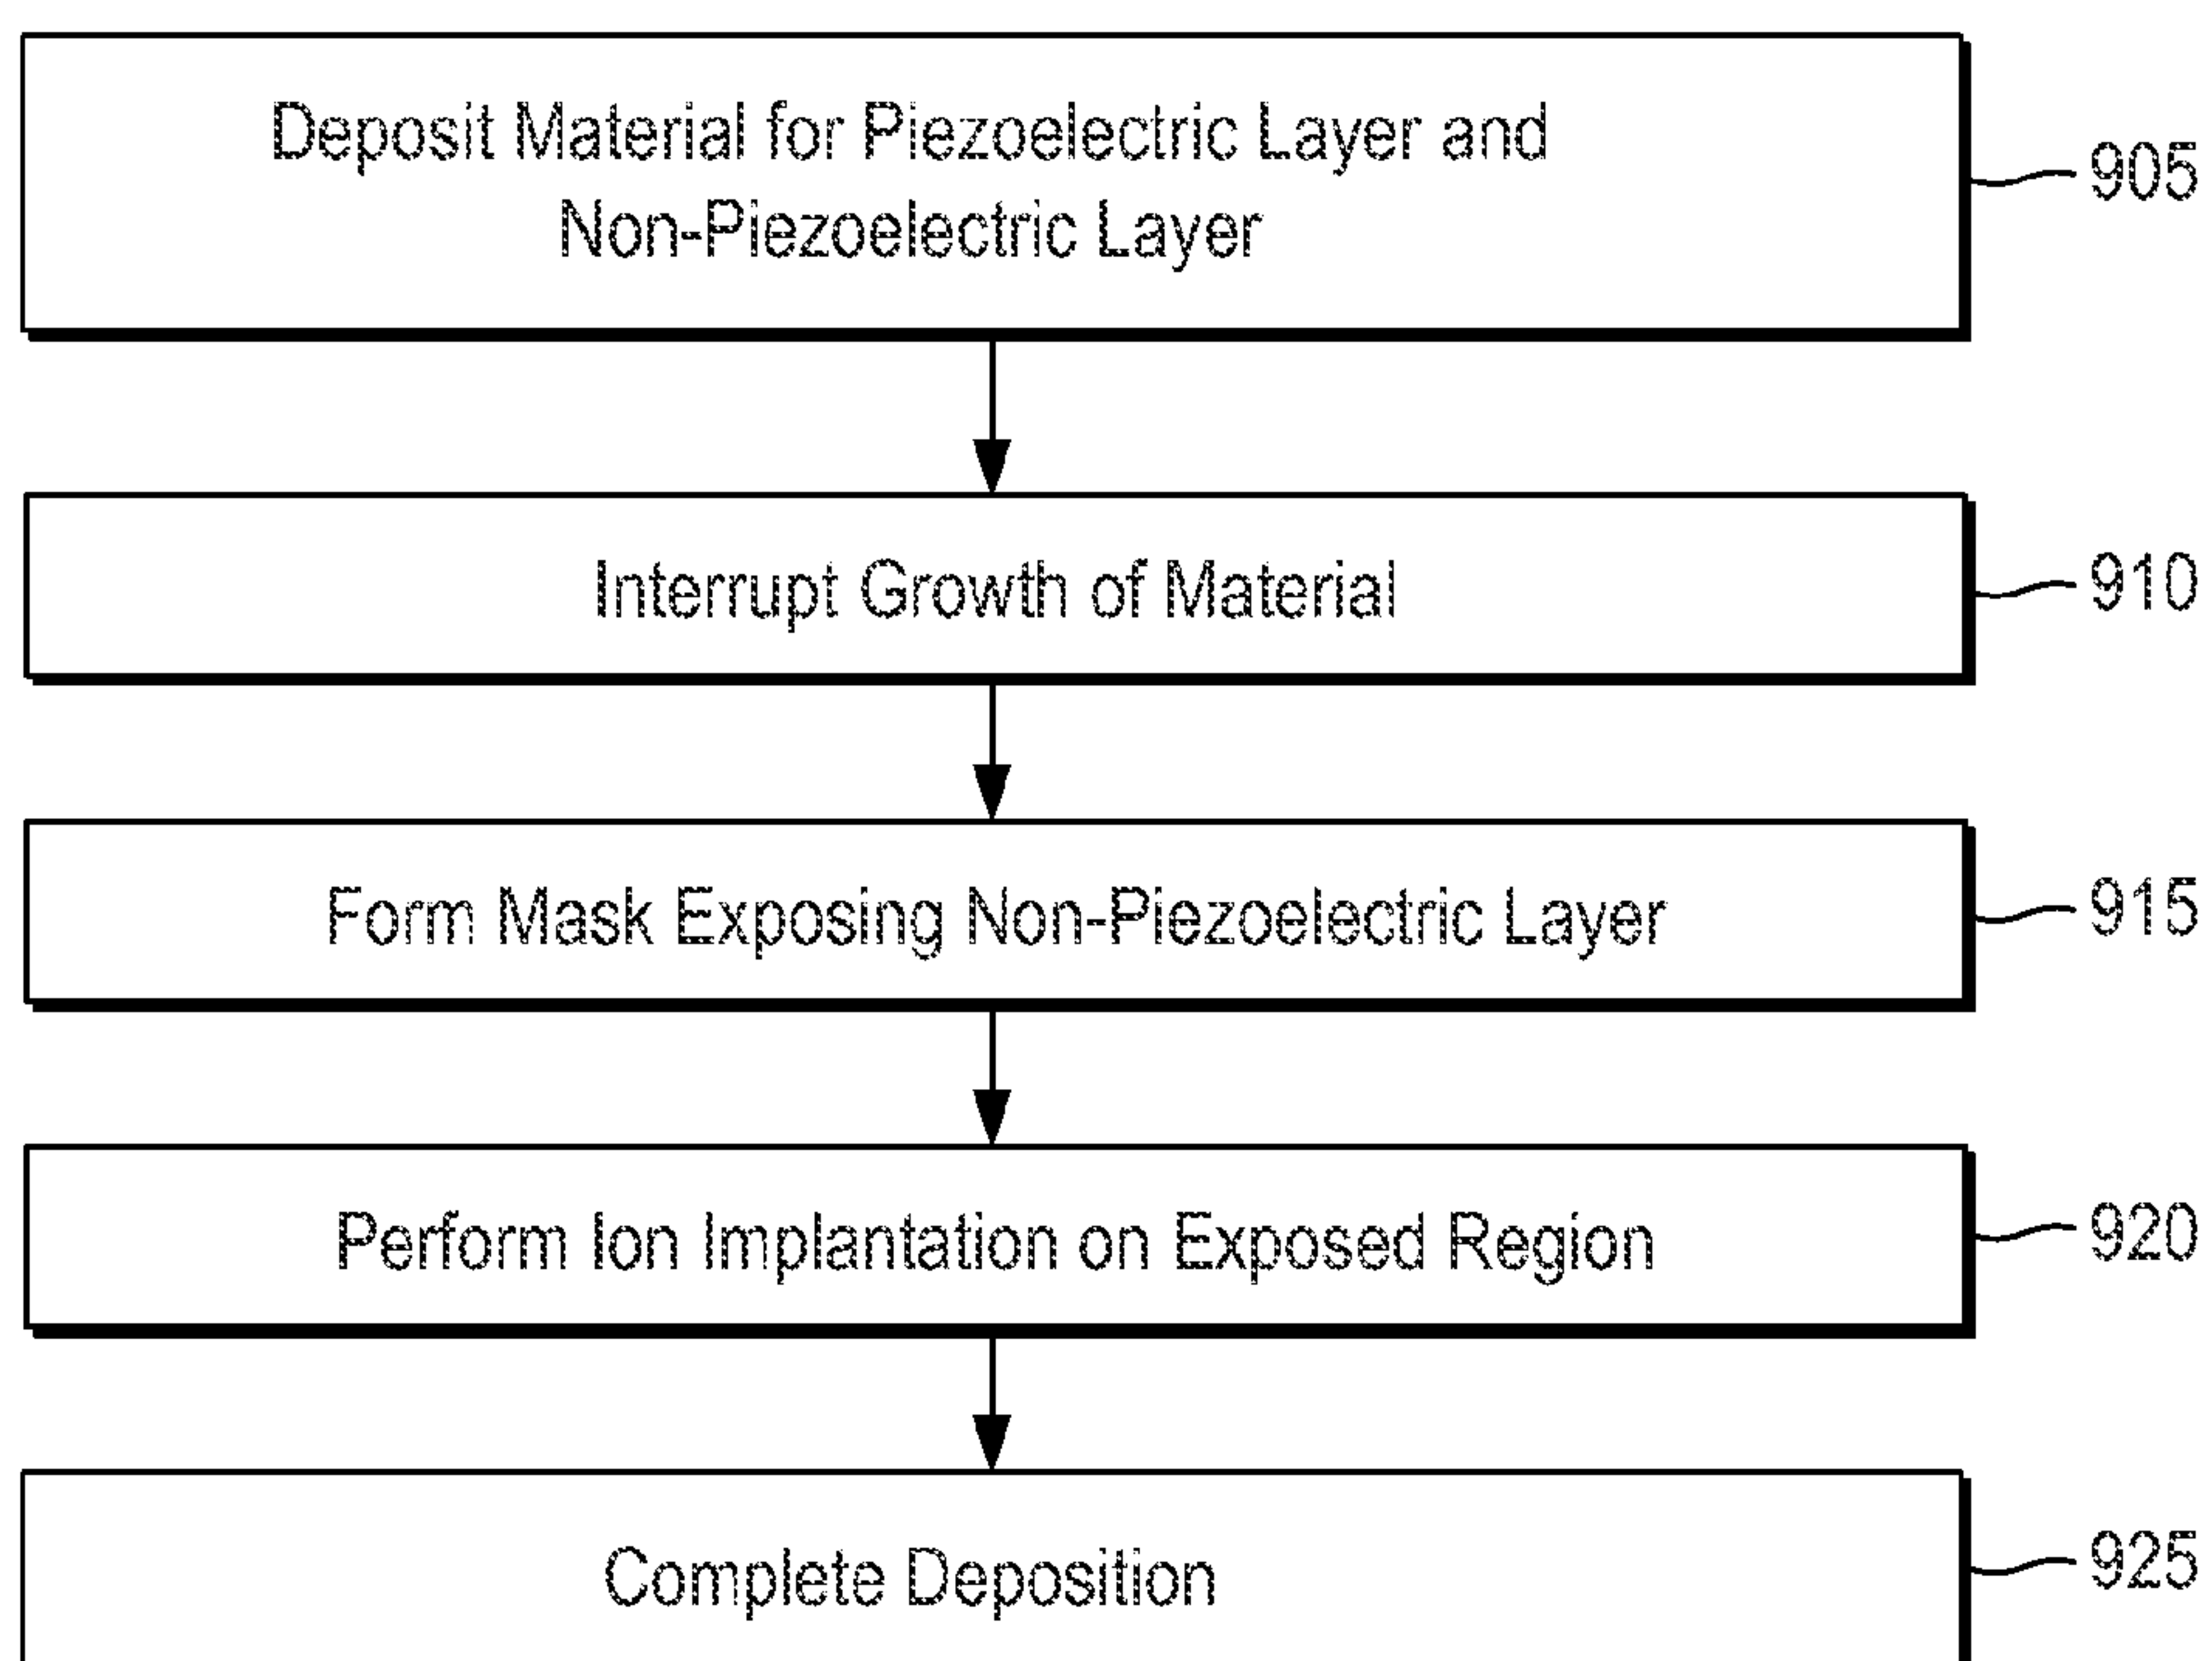 Deposit Material for Piezoelectric Layer and
Non-Piezoelectric Layer
905
Interrupt Growth of Material
910
Form Mask Exposing Non-Piezoelectric Layer
915
Perform Ion Implantation on Exposed Region
920
Complete Deposition
925